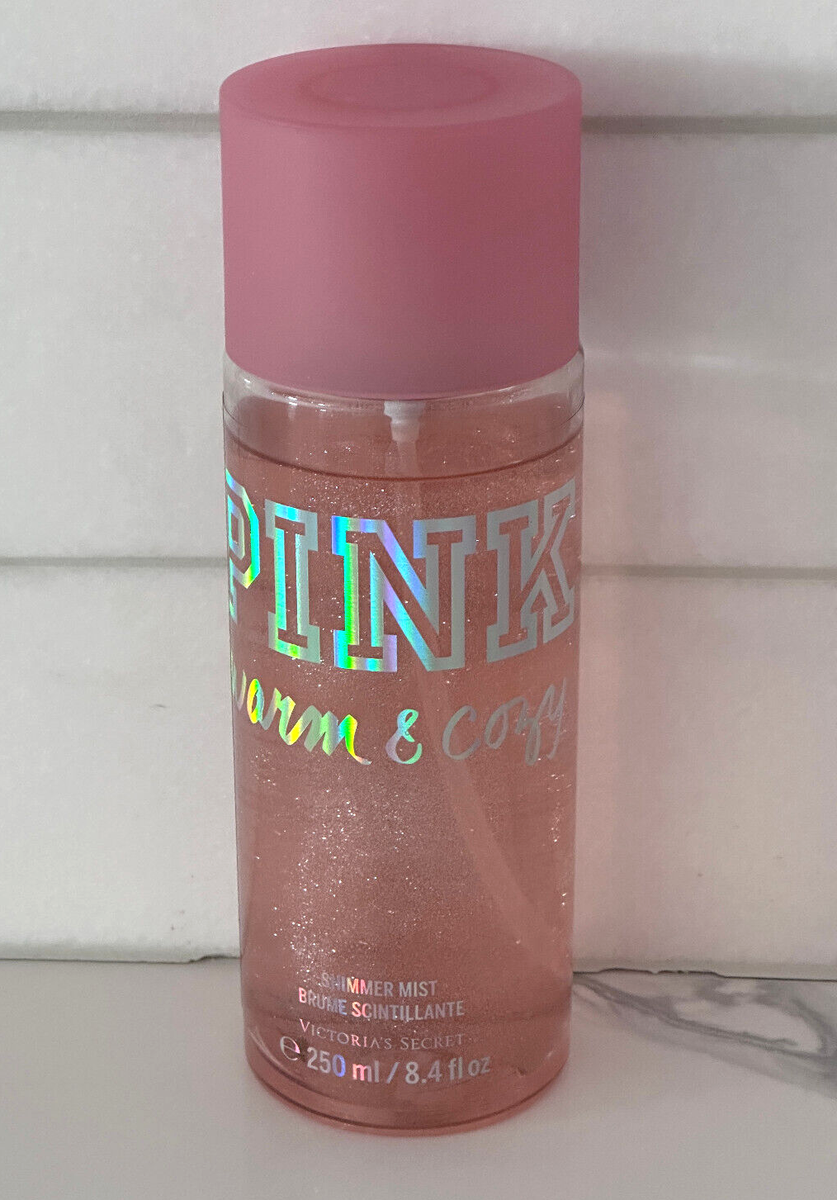 PINK
warm & cozy
SHIMMER MIST
BRUME SCINTILLANTE
VICTORIA'S SECRET
℮ 250 ml / 8.4 fl oz